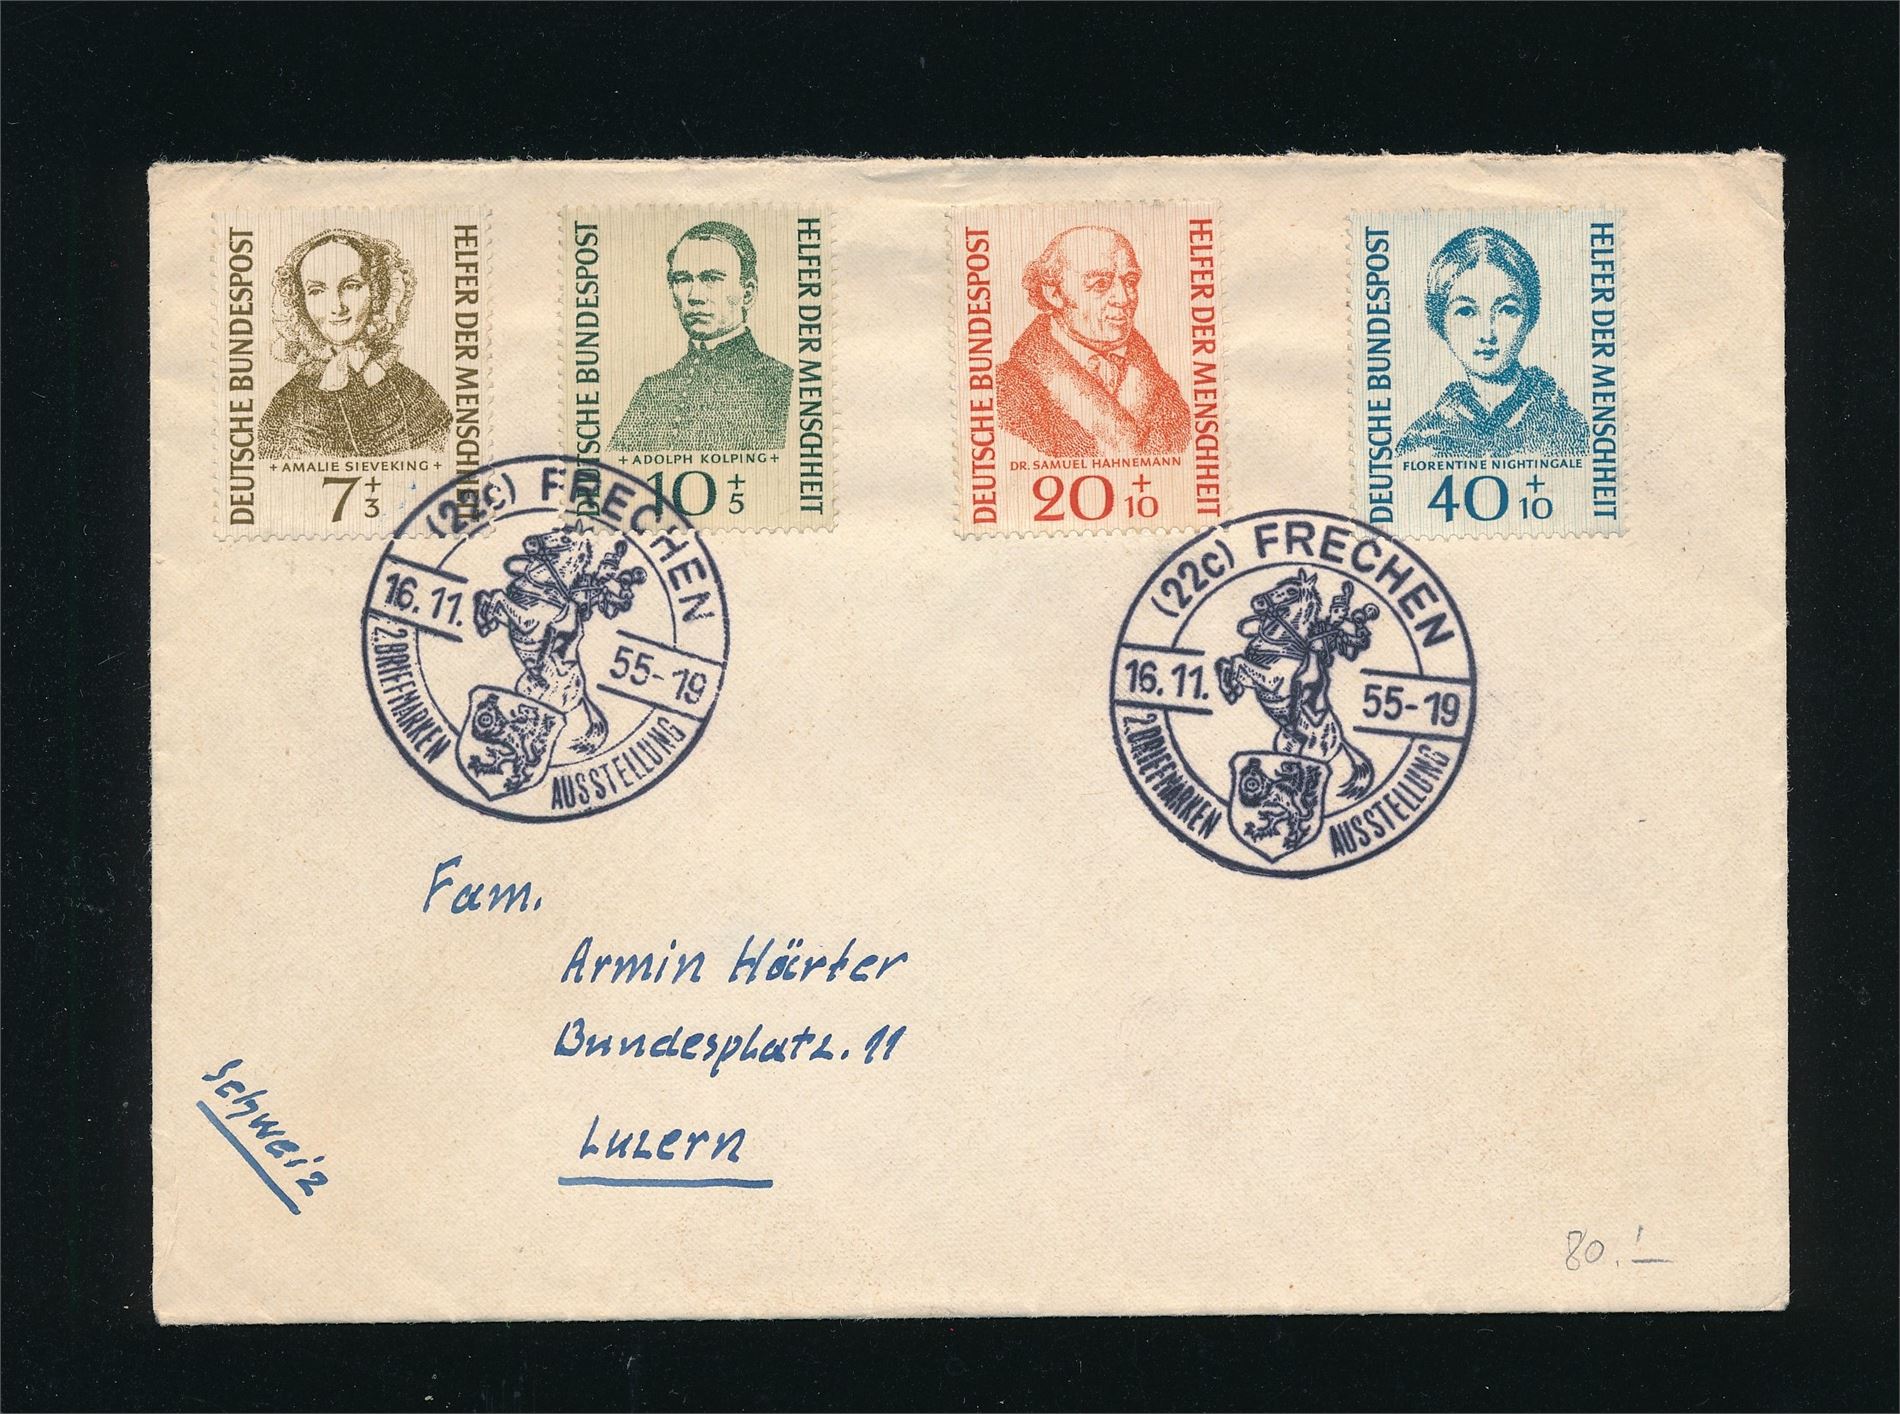 DEUTSCHE BUNDESPOST
HELFER DER MENSCHHEIT
+ AMALIE SIEVEKING +
7 + 3
DEUTSCHE BUNDESPOST
HELFER DER MENSCHHEIT
+ ADOLPH KOLPING +
10 + 5
DEUTSCHE BUNDESPOST
HELFER DER MENSCHHEIT
DR. SAMUEL HAHNEMANN
20 + 10
DEUTSCHE BUNDESPOST
HELFER DER MENSCHHEIT
FLORENTINE NIGHTINGALE
40 + 10
(22c) FRECHEN
16.11. 55-19
2. BRIEFMARKEN AUSSTELLUNG
(22c) FRECHEN
16.11. 55-19
2. BRIEFMARKEN AUSSTELLUNG
Fam.
Armin Härter
Bundesplatz. 11
Luzern
Schweiz
80.-